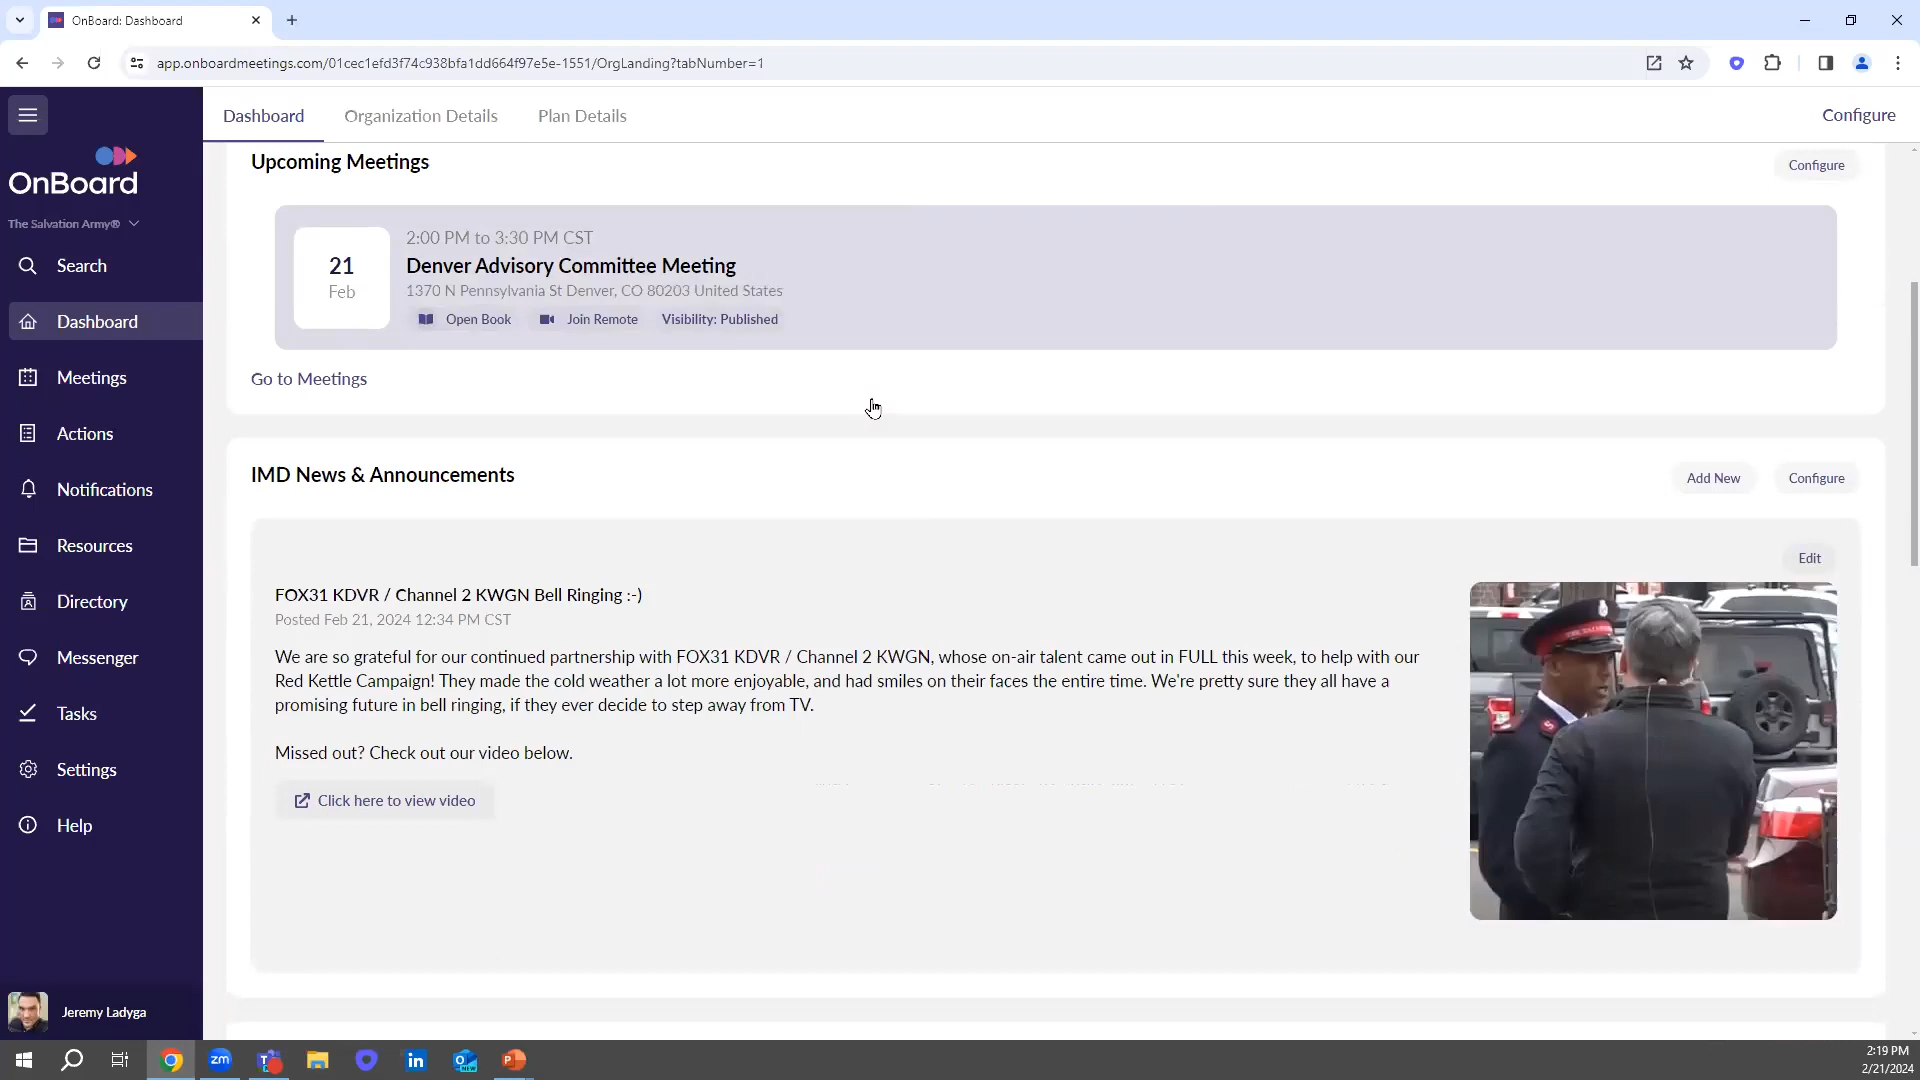 OnBoard: Dashboard
app.onboardmeetings.com/01cec1efd3f74c938bfa1dd664f97e5e-1551/OrgLanding?tabNumber=1
Dashboard
Organization Details
Plan Details
Configure
OnBoard
The Salvation Army®
Search
Dashboard
Meetings
Actions
Notifications
Resources
Directory
Messenger
Tasks
Settings
Help
Jeremy Ladyga
Upcoming Meetings
Configure
21
Feb
2:00 PM to 3:30 PM CST
Denver Advisory Committee Meeting
1370 N Pennsylvania St Denver, CO 80203 United States
Open Book
Join Remote
Visibility: Published
Go to Meetings
IMD News & Announcements
Add New
Configure
Edit
FOX31 KDVR / Channel 2 KWGN Bell Ringing :-)
Posted Feb 21, 2024 12:34 PM CST
We are so grateful for our continued partnership with FOX31 KDVR / Channel 2 KWGN, whose on-air talent came out in FULL this week, to help with our
Red Kettle Campaign! They made the cold weather a lot more enjoyable, and had smiles on their faces the entire time. We're pretty sure they all have a
promising future in bell ringing, if they ever decide to step away from TV.
Missed out? Check out our video below.
Click here to view video
zm
in
NEW
P
2:19 PM
2/21/2024